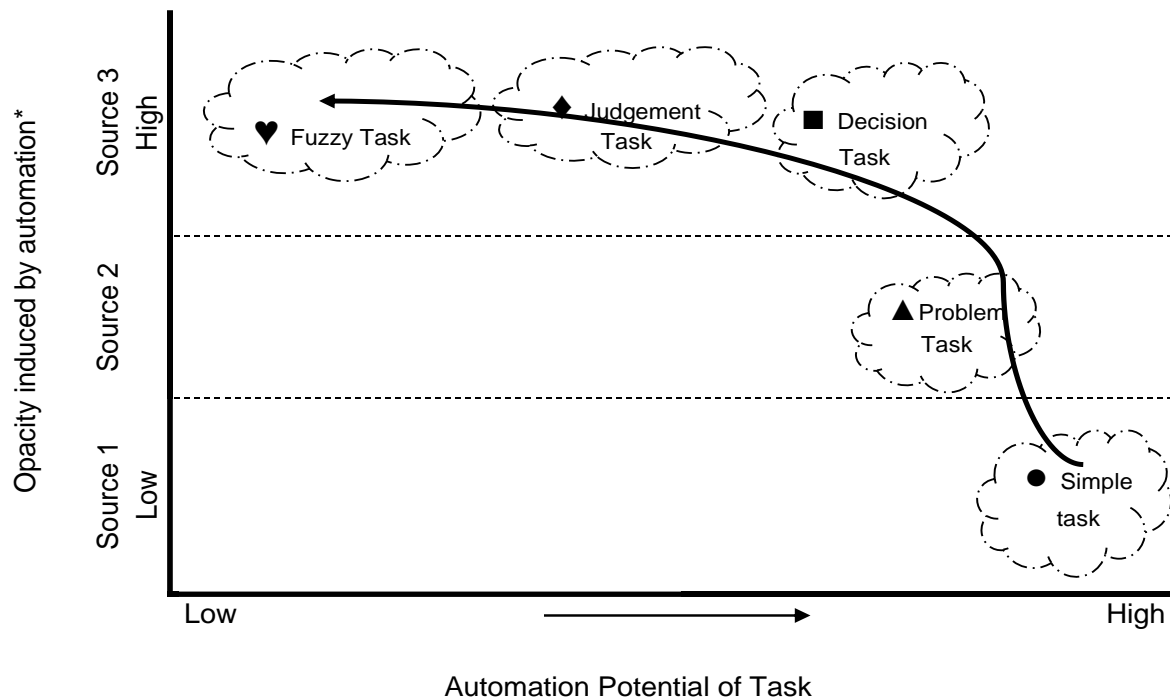 Opacity induced by automation*
Source 3
High
Source 2
Source 1
Low
Fuzzy Task
Judgement
Task
Decision
Task
Problem
Task
Simple
task
Low
High
Automation Potential of Task